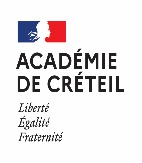 ACADÉMIE
DE CRÉTEIL
Liberté
Égalité
Fraternité